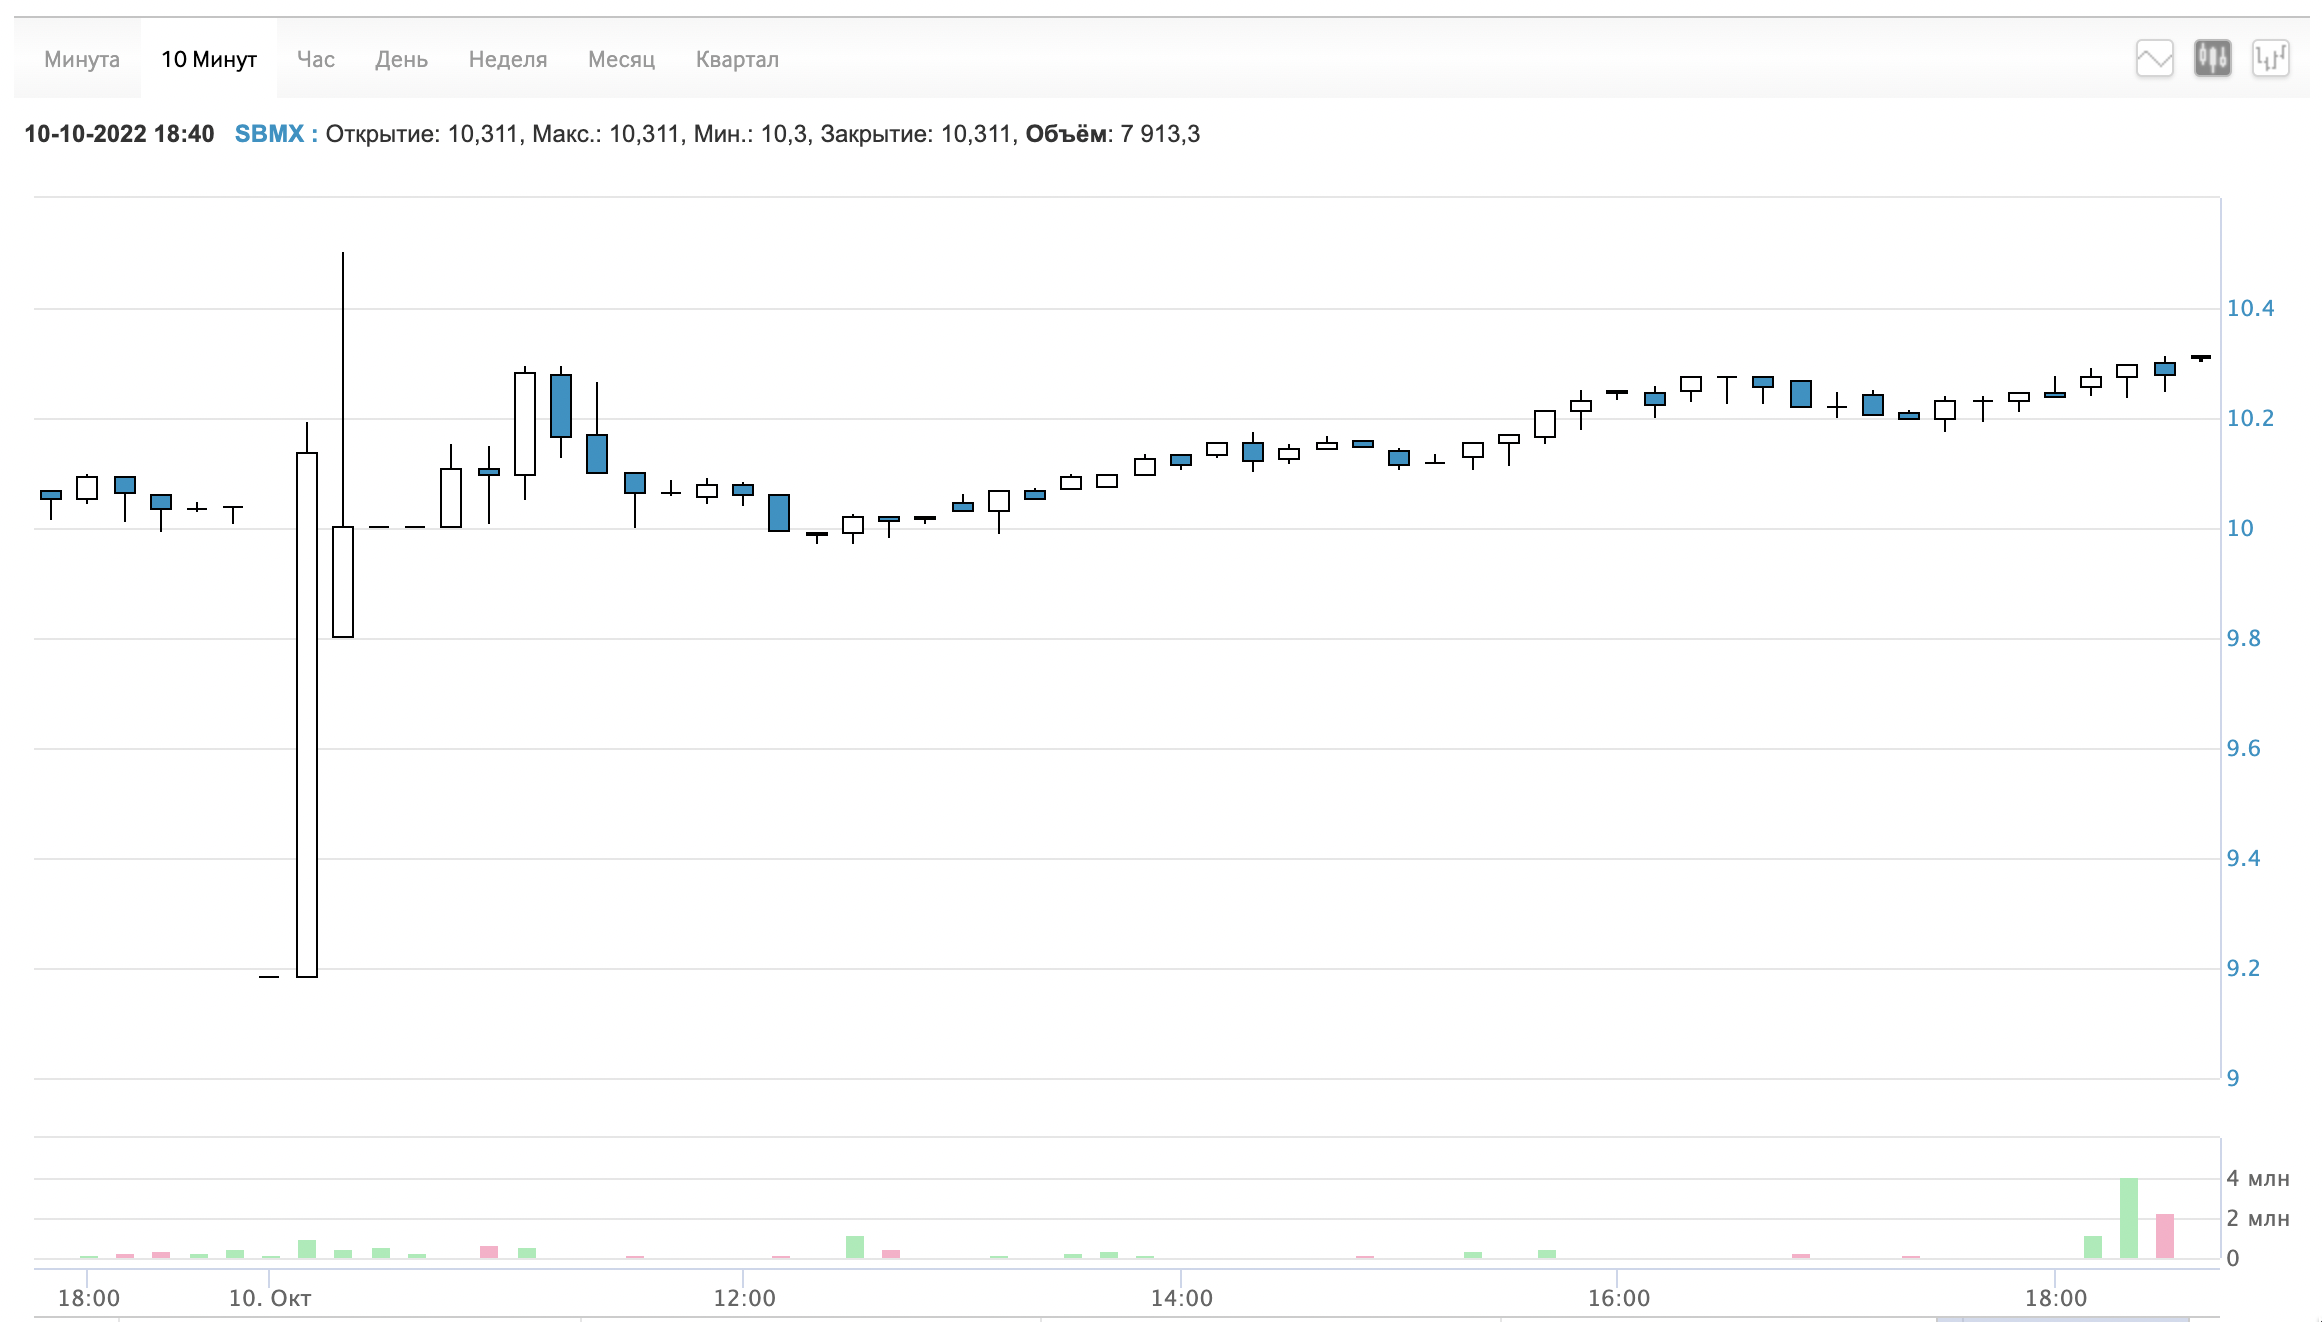 Минута 10 Минут Час День Неделя Месяц Квартал
10-10-2022 18:40 SBMX : Открытие: 10,311, Макс.: 10,311, Мин.: 10,3, Закрытие: 10,311, Объём: 7 913,3
10.4
10.2
10
9.8
9.6
9.4
9.2
9
4 млн
2 млн
0
18:00 10. Окт 12:00 14:00 16:00 18:00